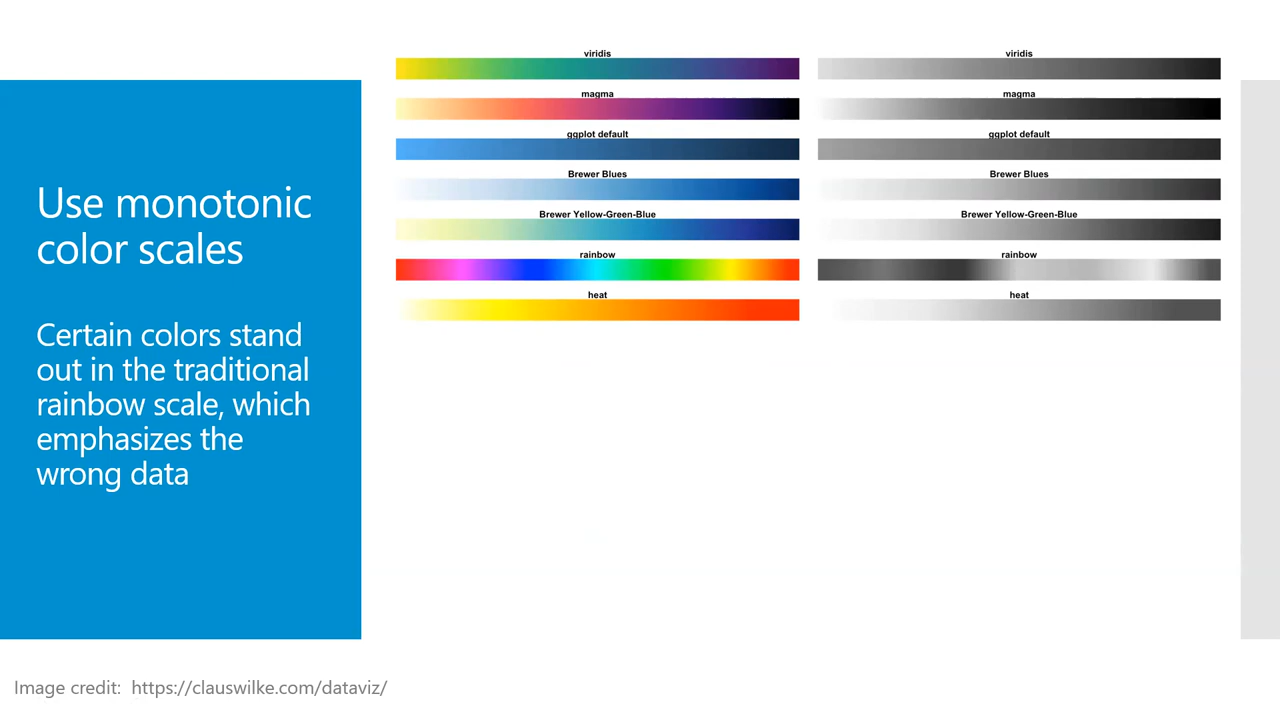 Use monotonic
color scales
Certain colors stand
out in the traditional
rainbow scale, which
emphasizes the
wrong data
viridis
magma
ggplot default
Brewer Blues
Brewer Yellow-Green-Blue
rainbow
heat
viridis
magma
ggplot default
Brewer Blues
Brewer Yellow-Green-Blue
rainbow
heat
Image credit: https://clauswilke.com/dataviz/